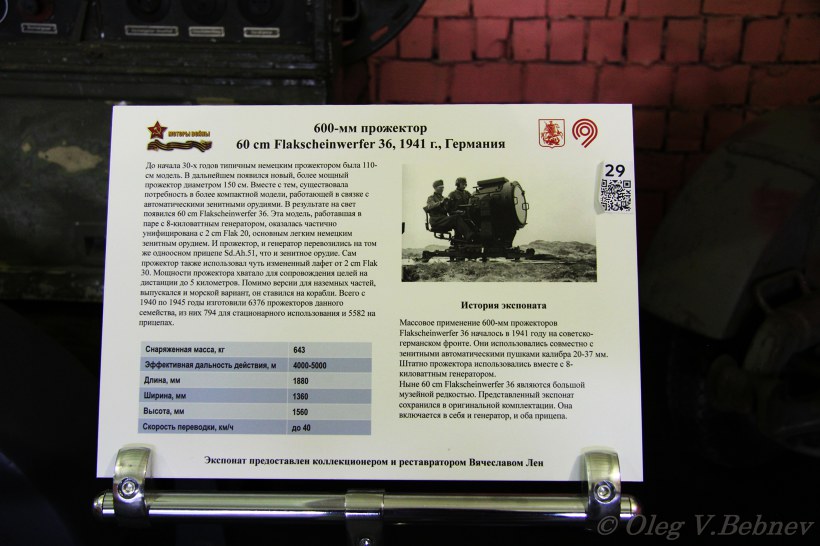 МОТОРЫ ВОЙНЫ
600-мм прожектор
60 cm Flakscheinwerfer 36, 1941 г., Германия
29
До начала 30-х годов типичным немецким прожектором была 110-
см модель. В дальнейшем появился новый, более мощный
прожектор диаметром 150 см. Вместе с тем, существовала
потребность в более компактной модели, работающей в связке с
автоматическими зенитными орудиями. В результате на свет
появился 60 cm Flakscheinwerfer 36. Эта модель, работавшая в
паре с 8-киловаттным генератором, оказалась частично
унифицирована с 2 cm Flak 20, основным легким немецким
зенитным орудием. И прожектор, и генератор перевозились на том
же одноосном прицепе Sd.Ah.51, что и зенитное орудие. Сам
прожектор также использовал чуть измененный лафет от 2 cm Flak
30. Мощности прожектора хватало для сопровождения целей на
дистанции до 5 километров. Помимо версии для наземных частей,
выпускался и морской вариант, он ставился на корабли. Всего с
1940 по 1945 годы изготовили 6376 прожекторов данного
семейства, из них 794 для стационарного использования и 5582 на
прицепах.
Снаряженная масса, кг 643
Эффективная дальность действия, м 4000-5000
Длина, мм 1880
Ширина, мм 1360
Высота, мм 1560
Скорость перевозки, км/ч до 40
История экспоната
Массовое применение 600-мм прожекторов
Flakscheinwerfer 36 началось в 1941 году на советско-
германском фронте. Они использовались совместно с
зенитными автоматическими пушками калибра 20-37 мм.
Штатно прожектора использовались вместе с 8-
киловаттным генератором.
Ныне 60 cm Flakscheinwerfer 36 являются большой
музейной редкостью. Представленный экспонат
сохранился в оригинальной комплектации. Она
включается в себя и генератор, и оба прицепа.
Экспонат предоставлен коллекционером и реставратором Вячеславом Лен
© Oleg V.Bebnev